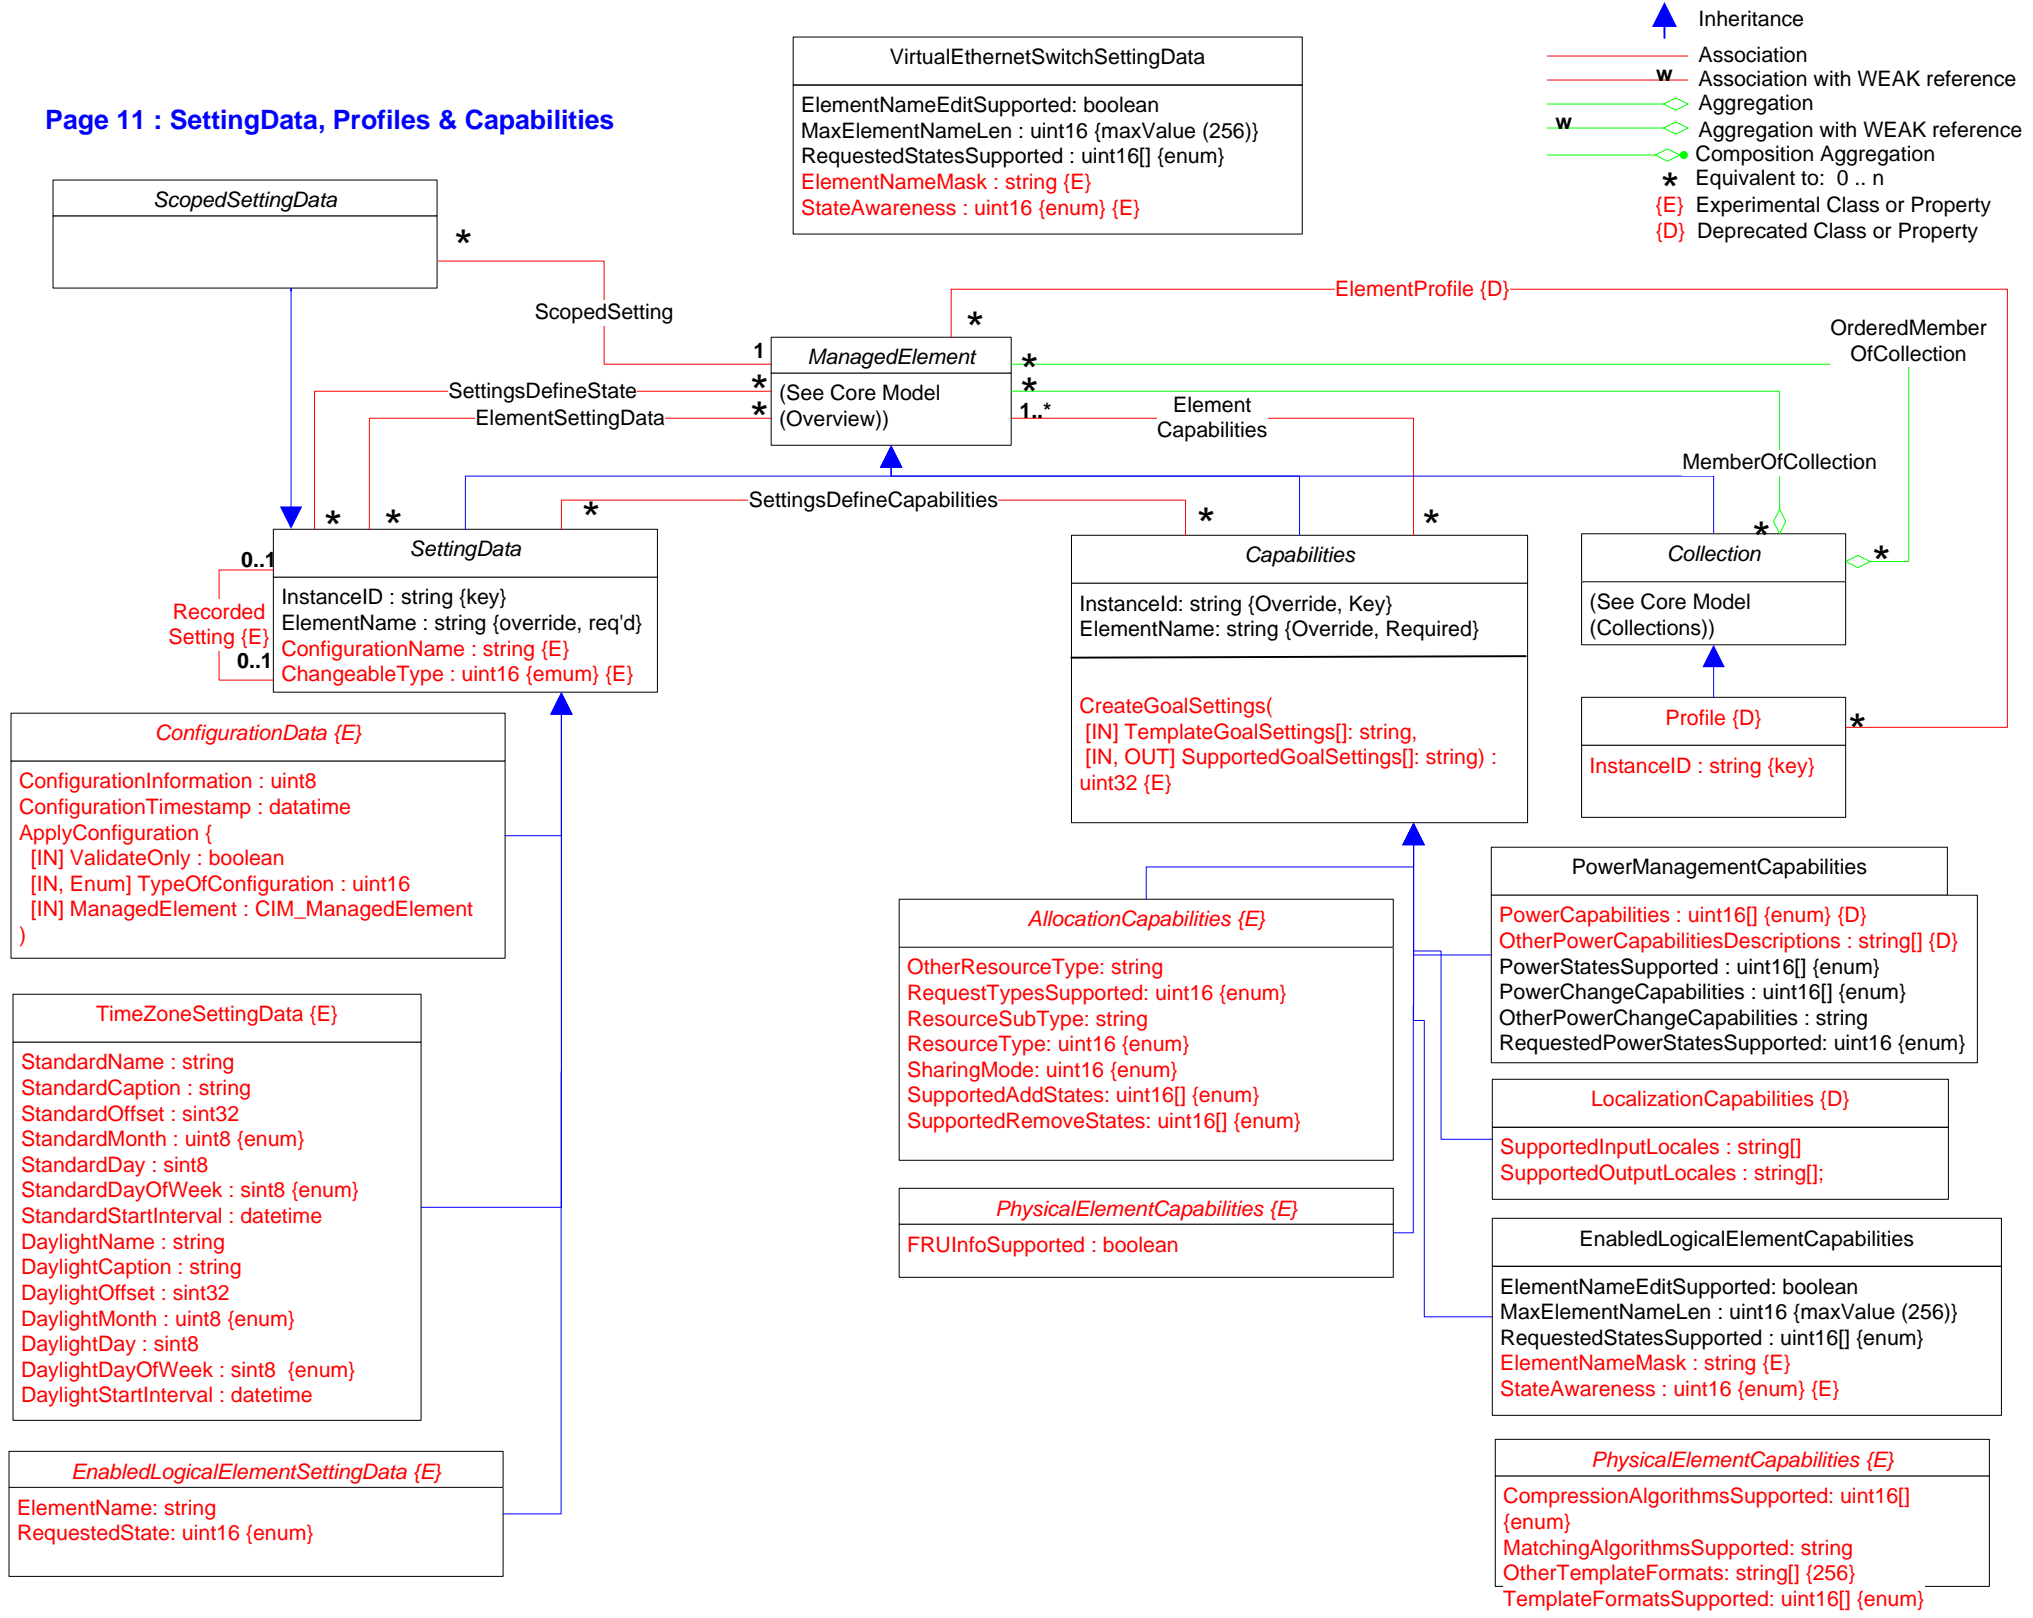 Page 11 : SettingData, Profiles & Capabilities
Inheritance
Association
w
Association with WEAK reference
Aggregation
w
Aggregation with WEAK reference
Composition Aggregation
* Equivalent to: 0 .. n
{E} Experimental Class or Property
{D} Deprecated Class or Property
VirtualEthernetSwitchSettingData
ElementNameEditSupported: boolean
MaxElementNameLen : uint16 {maxValue (256)}
RequestedStatesSupported : uint16[] {enum}
ElementNameMask : string {E}
StateAwareness : uint16 {enum} {E}
ScopedSettingData
*
ScopedSetting
1
ElementProfile {D}
*
ManagedElement
(See Core Model
(Overview))
*
*
1..*
*
*
SettingsDefineState
ElementSettingData
Element
Capabilities
OrderedMember
OfCollection
MemberOfCollection
SettingsDefineCapabilities
*
*
*
*
*
*
*
SettingData
InstanceID : string {key}
ElementName : string {override, req'd}
ConfigurationName : string {E}
ChangeableType : uint16 {emum} {E}
0..1
Recorded
Setting {E}
0..1
Capabilities
InstanceId: string {Override, Key}
ElementName: string {Override, Required}
CreateGoalSettings(
[IN] TemplateGoalSettings[]: string,
[IN, OUT] SupportedGoalSettings[]: string) :
uint32 {E}
Collection
(See Core Model
(Collections))
Profile {D}
*
InstanceID : string {key}
ConfigurationData {E}
ConfigurationInformation : uint8
ConfigurationTimestamp : datatime
ApplyConfiguration {
[IN] ValidateOnly : boolean
[IN, Enum] TypeOfConfiguration : uint16
[IN] ManagedElement : CIM_ManagedElement
)
TimeZoneSettingData {E}
StandardName : string
StandardCaption : string
StandardOffset : sint32
StandardMonth : uint8 {enum}
StandardDay : sint8
StandardDayOfWeek : sint8 {enum}
StandardStartInterval : datetime
DaylightName : string
DaylightCaption : string
DaylightOffset : sint32
DaylightMonth : uint8 {enum}
DaylightDay : sint8
DaylightDayOfWeek : sint8 {enum}
DaylightStartInterval : datetime
EnabledLogicalElementSettingData {E}
ElementName: string
RequestedState: uint16 {enum}
AllocationCapabilities {E}
OtherResourceType: string
RequestTypesSupported: uint16 {enum}
ResourceSubType: string
ResourceType: uint16 {enum}
SharingMode: uint16 {enum}
SupportedAddStates: uint16[] {enum}
SupportedRemoveStates: uint16[] {enum}
PhysicalElementCapabilities {E}
FRUInfoSupported : boolean
PowerManagementCapabilities
PowerCapabilities : uint16[] {enum} {D}
OtherPowerCapabilitiesDescriptions : string[] {D}
PowerStatesSupported : uint16[] {enum}
PowerChangeCapabilities : uint16[] {enum}
OtherPowerChangeCapabilities : string
RequestedPowerStatesSupported: uint16 {enum}
LocalizationCapabilities {D}
SupportedInputLocales : string[]
SupportedOutputLocales : string[];
EnabledLogicalElementCapabilities
ElementNameEditSupported: boolean
MaxElementNameLen : uint16 {maxValue (256)}
RequestedStatesSupported : uint16[] {enum}
ElementNameMask : string {E}
StateAwareness : uint16 {enum} {E}
PhysicalElementCapabilities {E}
CompressionAlgorithmsSupported: uint16[]
{enum}
MatchingAlgorithmsSupported: string
OtherTemplateFormats: string[] {256}
TemplateFormatsSupported: uint16[] {enum}